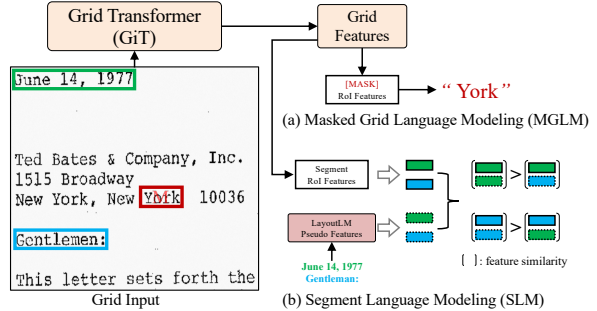 Grid Transformer
(GiT)
Grid
Features
June 14, 1977
Ted Bates & Company, Inc.
1515 Broadway
New York, New York 10036
Gentlemen:
This letter sets forth the
Grid Input
[MASK]
RoI Features
“ York ”
(a) Masked Grid Language Modeling (MGLM)
Segment
RoI Features
LayoutLM
Pseudo Features
June 14, 1977
Gentleman:
>
>
[ ]: feature similarity
(b) Segment Language Modeling (SLM)